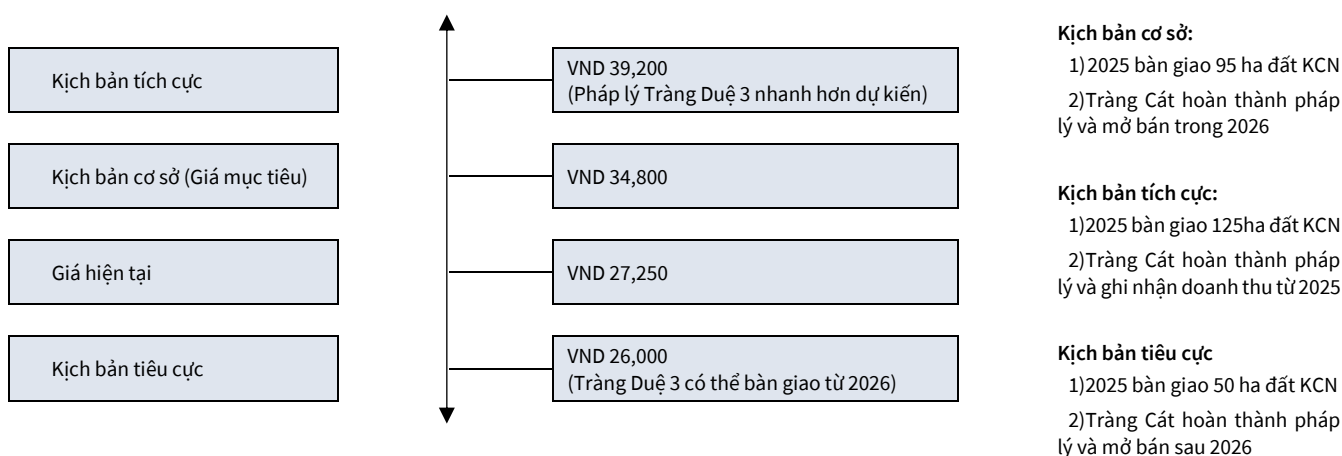 Kịch bản tích cực
VND 39,200
(Pháp lý Tràng Duệ 3 nhanh hơn dự kiến)
Kịch bản cơ sở (Giá mục tiêu)
VND 34,800
Giá hiện tại
VND 27,250
Kịch bản tiêu cực
VND 26,000
(Tràng Duệ 3 có thể bàn giao từ 2026)
Kịch bản cơ sở:
1)2025 bàn giao 95 ha đất KCN
2)Tràng Cát hoàn thành pháp
lý và mở bán trong 2026
Kịch bản tích cực:
1)2025 bàn giao 125ha đất KCN
2)Tràng Cát hoàn thành pháp
lý và ghi nhận doanh thu từ 2025
Kịch bản tiêu cực
1)2025 bàn giao 50 ha đất KCN
2)Tràng Cát hoàn thành pháp
lý và mở bán sau 2026